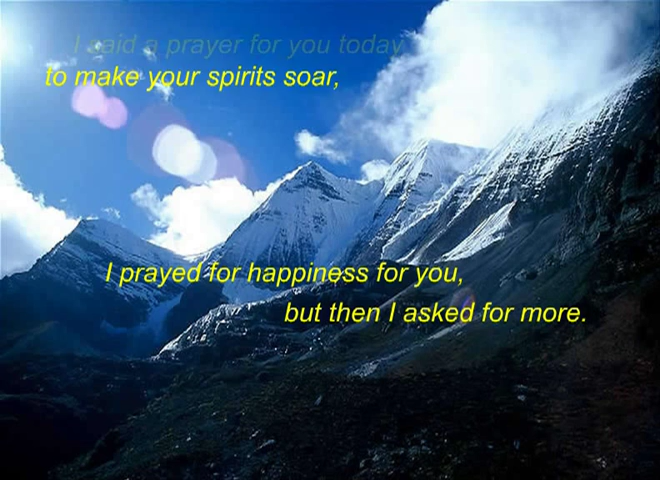 I said a prayer for you today
to make your spirits soar,
I prayed for happiness for you,
but then I asked for more.